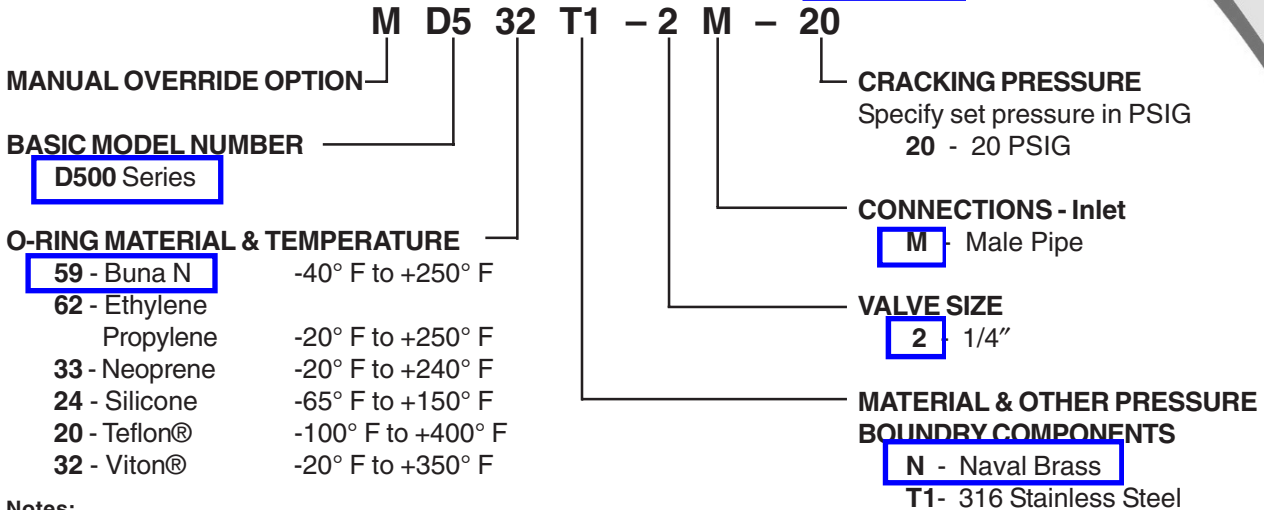 M D5 32 T1 – 2 M – 20
MANUAL OVERRIDE OPTION
BASIC MODEL NUMBER
D500 Series
O-RING MATERIAL & TEMPERATURE
59 - Buna N -40° F to +250° F
62 - Ethylene
Propylene -20° F to +250° F
33 - Neoprene -20° F to +240° F
24 - Silicone -65° F to +150° F
20 - Teflon® -100° F to +400° F
32 - Viton® -20° F to +350° F
Notes:
CRACKING PRESSURE
Specify set pressure in PSIG
20 - 20 PSIG
CONNECTIONS - Inlet
M - Male Pipe
VALVE SIZE
2 - 1/4″
MATERIAL & OTHER PRESSURE
BOUNDRY COMPONENTS
N - Naval Brass
T1- 316 Stainless Steel